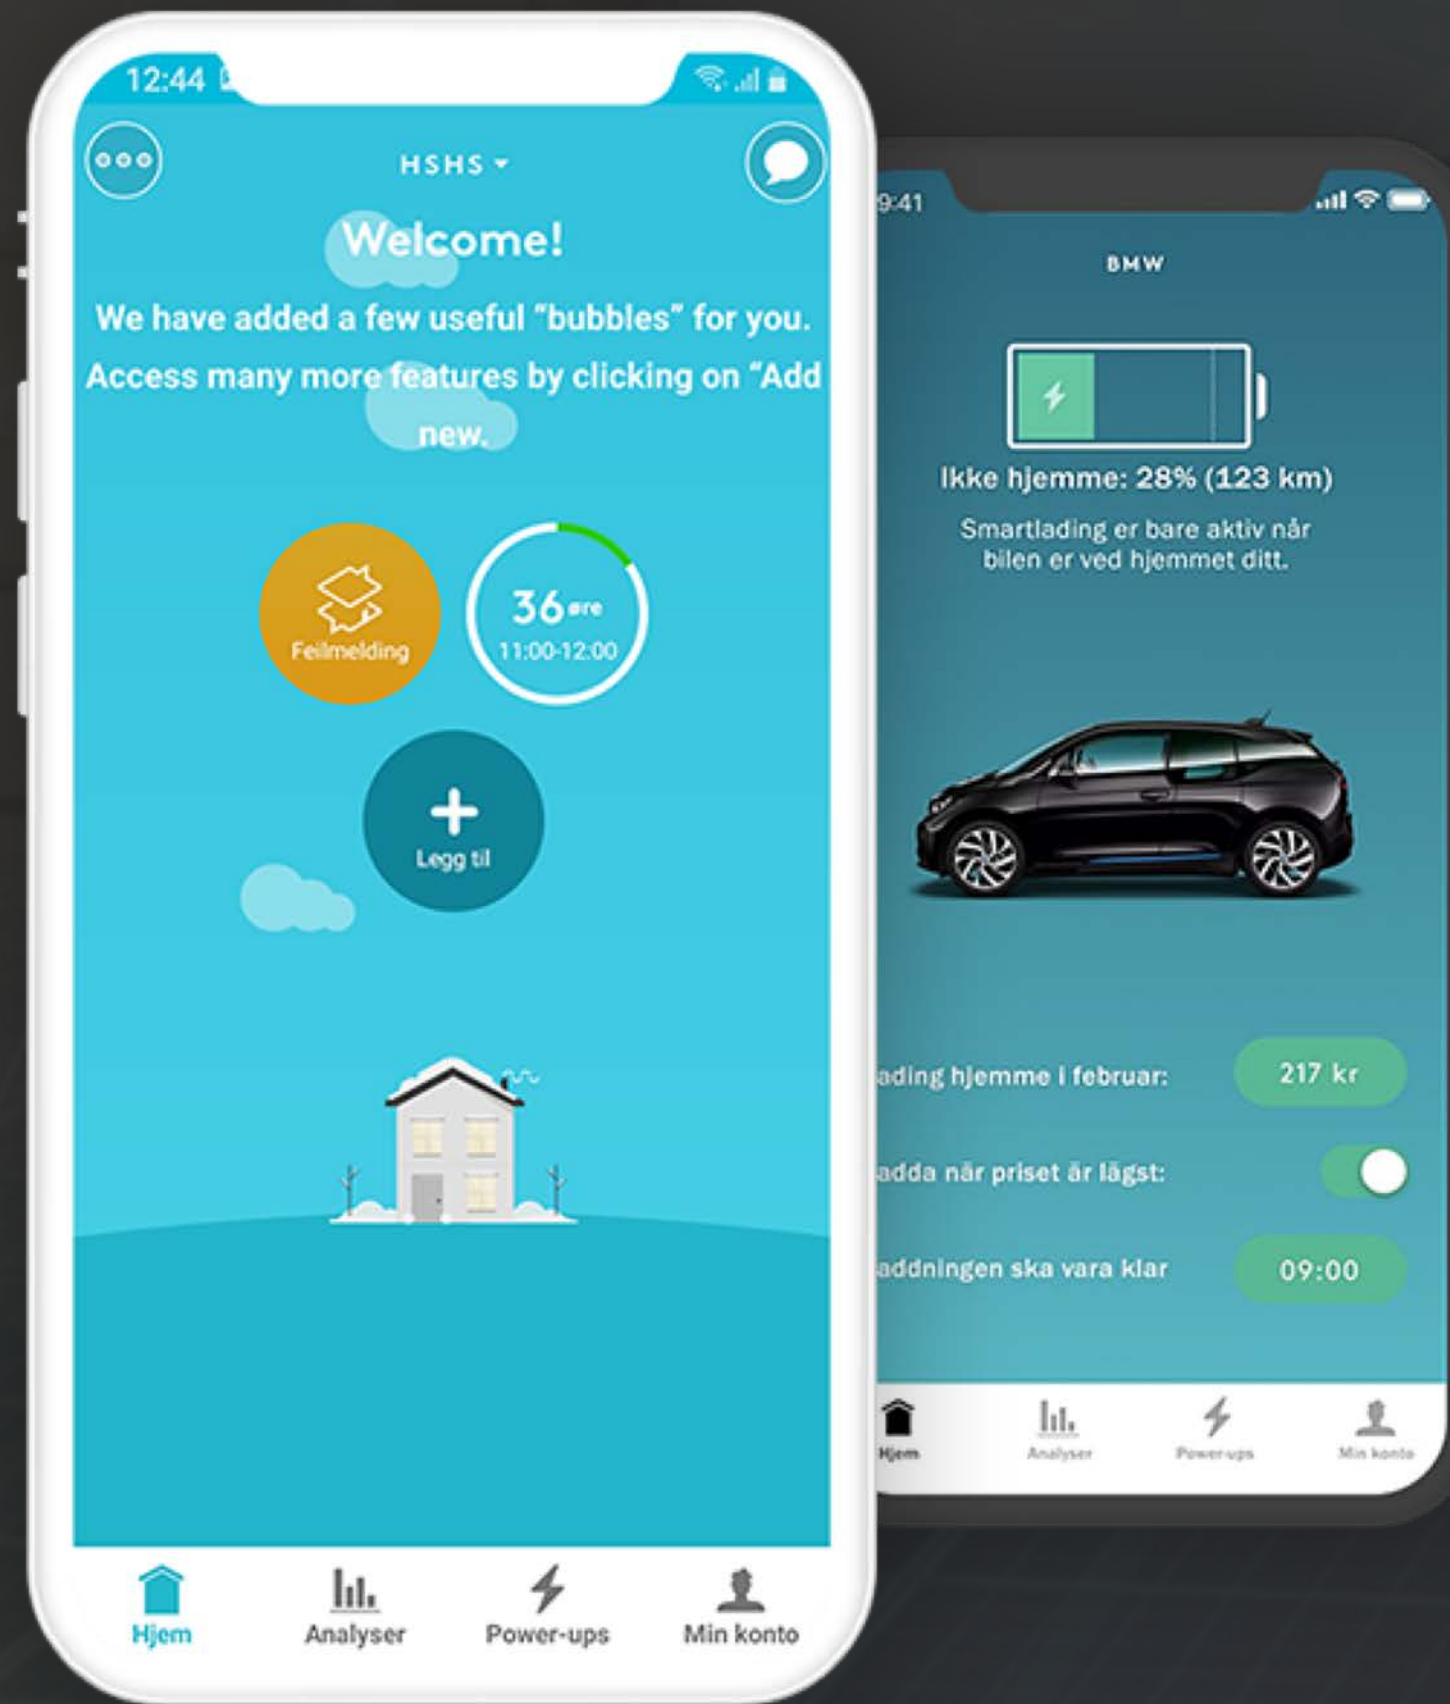 12:44
HSHS
Welcome!
We have added a few useful “bubbles” for you.
Access many more features by clicking on “Add
new.
Feilmelding
36 øre
11:00-12:00
Legg til
Hjem
Analyser
Power-ups
Min konto
9:41
BMW
Ikke hjemme: 28% (123 km)
Smartlading er bare aktiv når
bilen er ved hjemmet ditt.
ading hjemme i februar:
217 kr
adda när priset är lägst:
addningen ska vara klar
09:00
Hjem
Analyser
Power-ups
Min konto